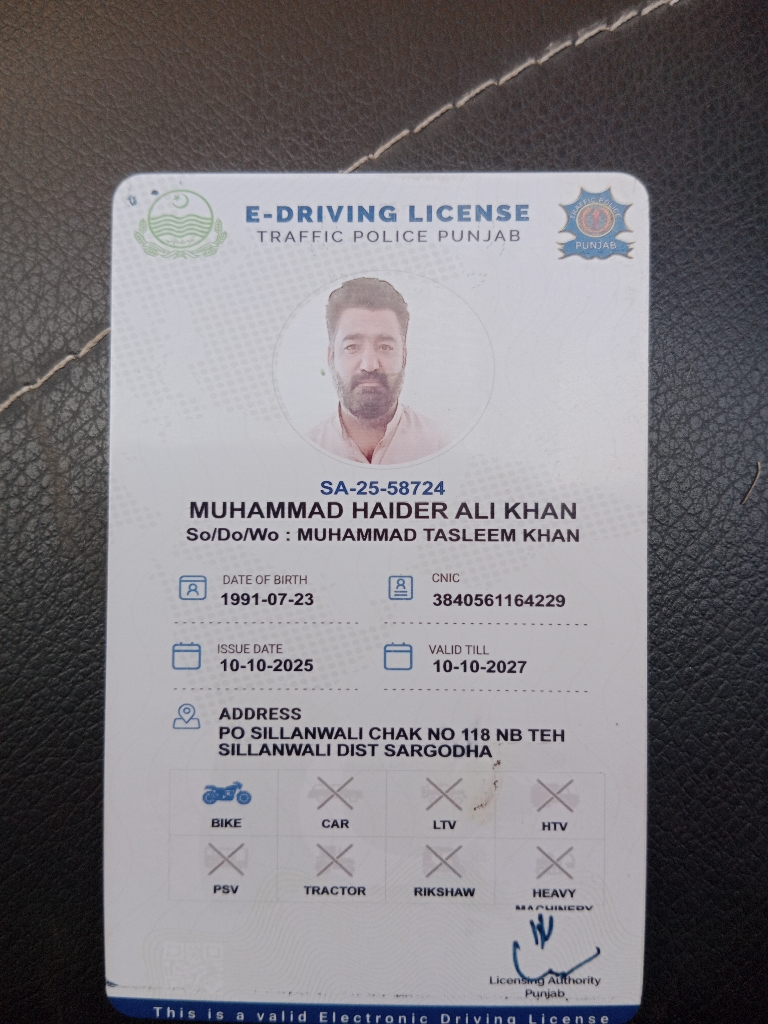 E-DRIVING LICENSE
TRAFFIC POLICE PUNJAB
TRAFFIC POLICE
PUNJAB
SA-25-58724
MUHAMMAD HAIDER ALI KHAN
So/Do/Wo : MUHAMMAD TASLEEM KHAN
DATE OF BIRTH
1991-07-23
CNIC
3840561164229
ISSUE DATE
10-10-2025
VALID TILL
10-10-2027
ADDRESS
PO SILLANWALI CHAK NO 118 NB TEH
SILLANWALI DIST SARGODHA
BIKE
CAR
LTV
HTV
PSV
TRACTOR
RIKSHAW
HEAVY
MACHINERY
Licensing Authority
Punjab
This is a valid Electronic Driving License